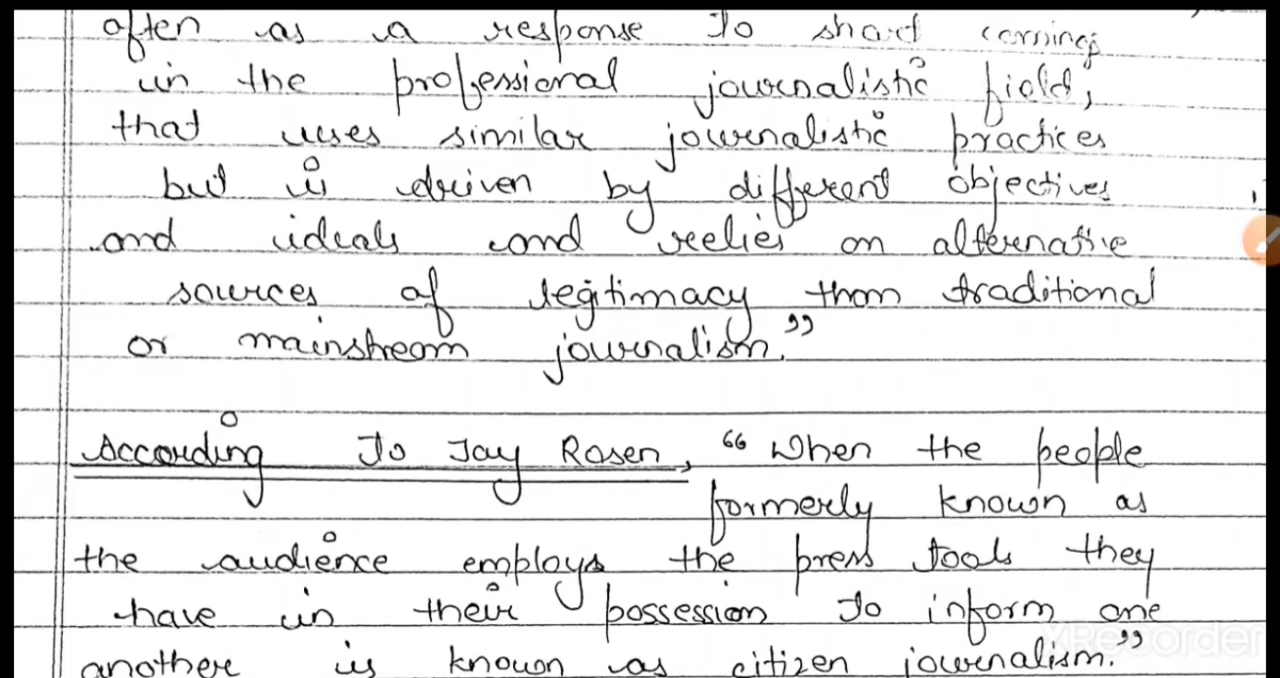 often as a response to short comings
in the professional journalistic field,
that uses similar journalistic practices
but is driven by different objectives
and ideals and relies on alternative
sources of legitimacy than traditional
or mainstream journalism.”
According to Jay Rosen, “When the people
formerly known as
the audience employs the press tools they
have in their possession to inform one
another is known as citizen journalism.”
XRecorder